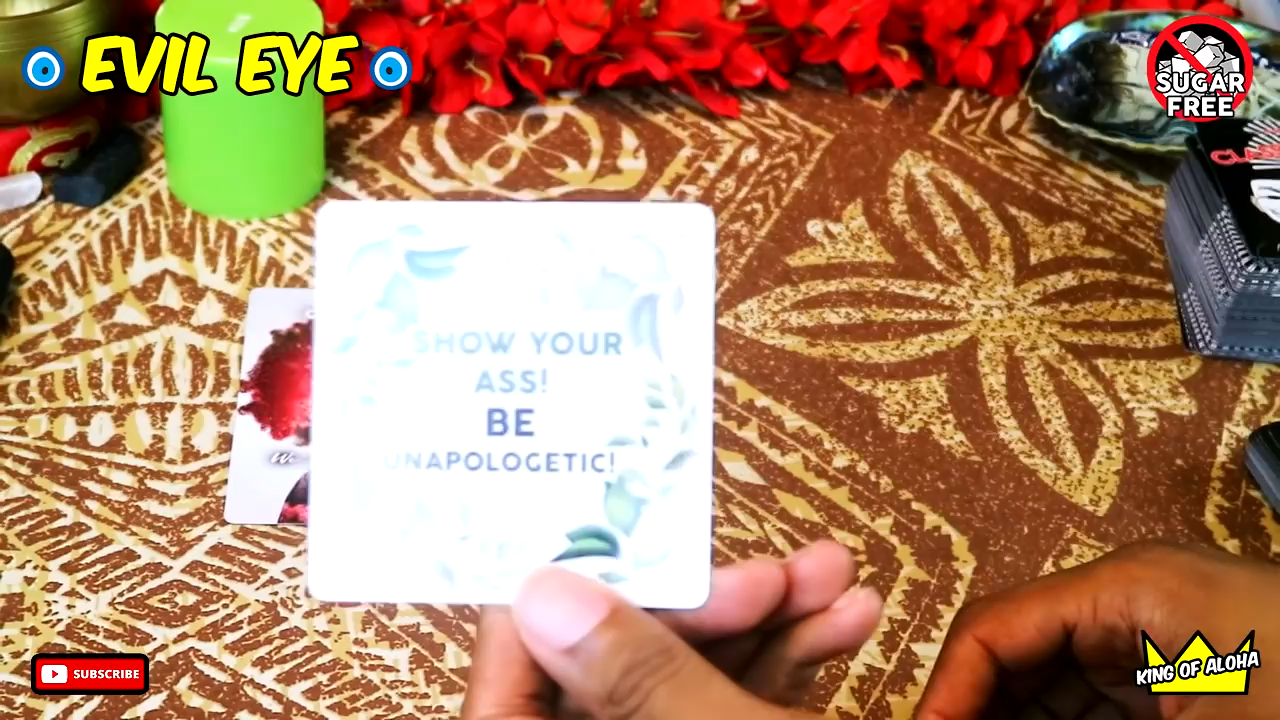 EVIL EYE
SUGAR
FREE
SHOW YOUR
ASS!
BE
UNAPOLOGETIC!
SUBSCRIBE
KING OF ALOHA